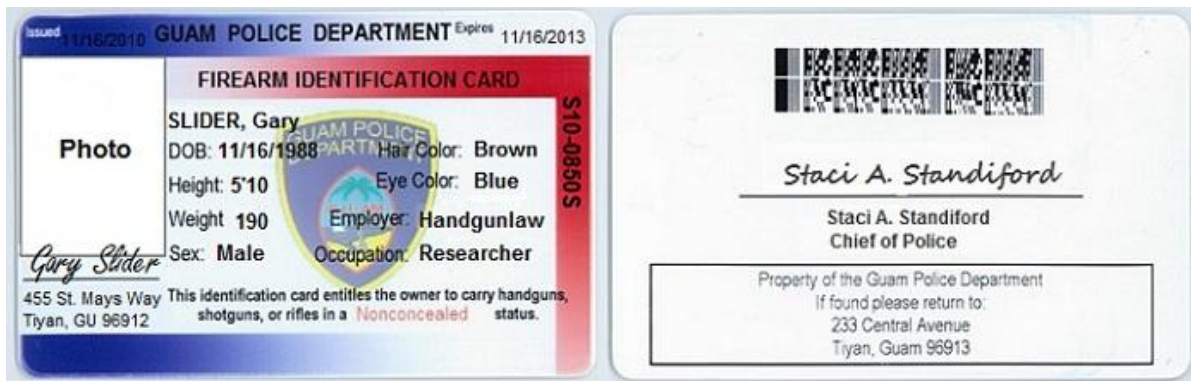 Issued 11/16/2010 GUAM POLICE DEPARTMENT Expires 11/16/2013
FIREARM IDENTIFICATION CARD
Photo
SLIDER, Gary
DOB: 11/16/1988 Hair Color: Brown
Height: 5"10 Eye Color: Blue
Weight 190 Employer: Handgunlaw
Sex: Male Occupation: Researcher
GUAM POLICE
DEPARTMENT
GUAM
S10-0850S
Gary Slider
455 St. Mays Way
Tiyan, GU 96912
This identification card entitles the owner to carry handguns,
shotguns, or rifles in a Nonconcealed status.
Staci A. Standiford
Staci A. Standiford
Chief of Police
Property of the Guam Police Department
If found please return to:
233 Central Avenue
Tiyan, Guam 96913